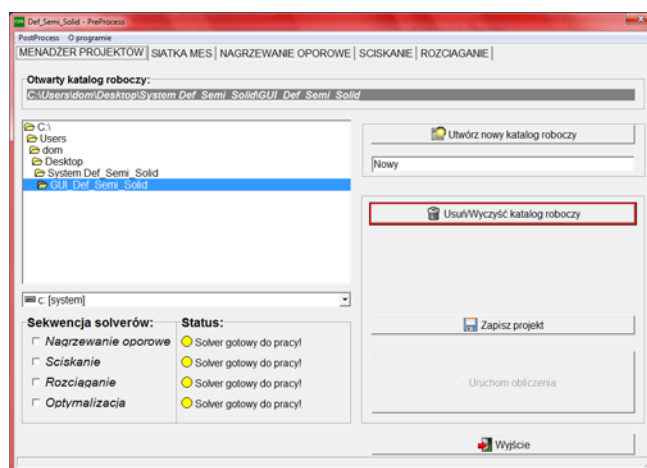 Def_Semi_Solid - PreProcess
PostProcess O programie
MENADŻER PROJEKTÓW SIATKA MES NAGRZEWANIE OPOROWE SCISKANIE ROZCIAGANIE
Otwarty katalog roboczy:
C:\Users\dom\Desktop\System Def_Semi_Solid\GUI_Def_Semi_Solid
C:\
Users
dom
Desktop
System Def_Semi_Solid
GUI_Def_Semi_Solid
Utwórz nowy katalog roboczy
Nowy
Usuń/Wyczyść katalog roboczy
c: [system]
Sekwencja solverów: Status:
Nagrzewanie oporowe Solver gotowy do pracy!
Sciskanie Solver gotowy do pracy!
Rozciaganie Solver gotowy do pracy!
Optymalizacja Solver gotowy do pracy!
Zapisz projekt
Uruchom obliczenia
Wyjście